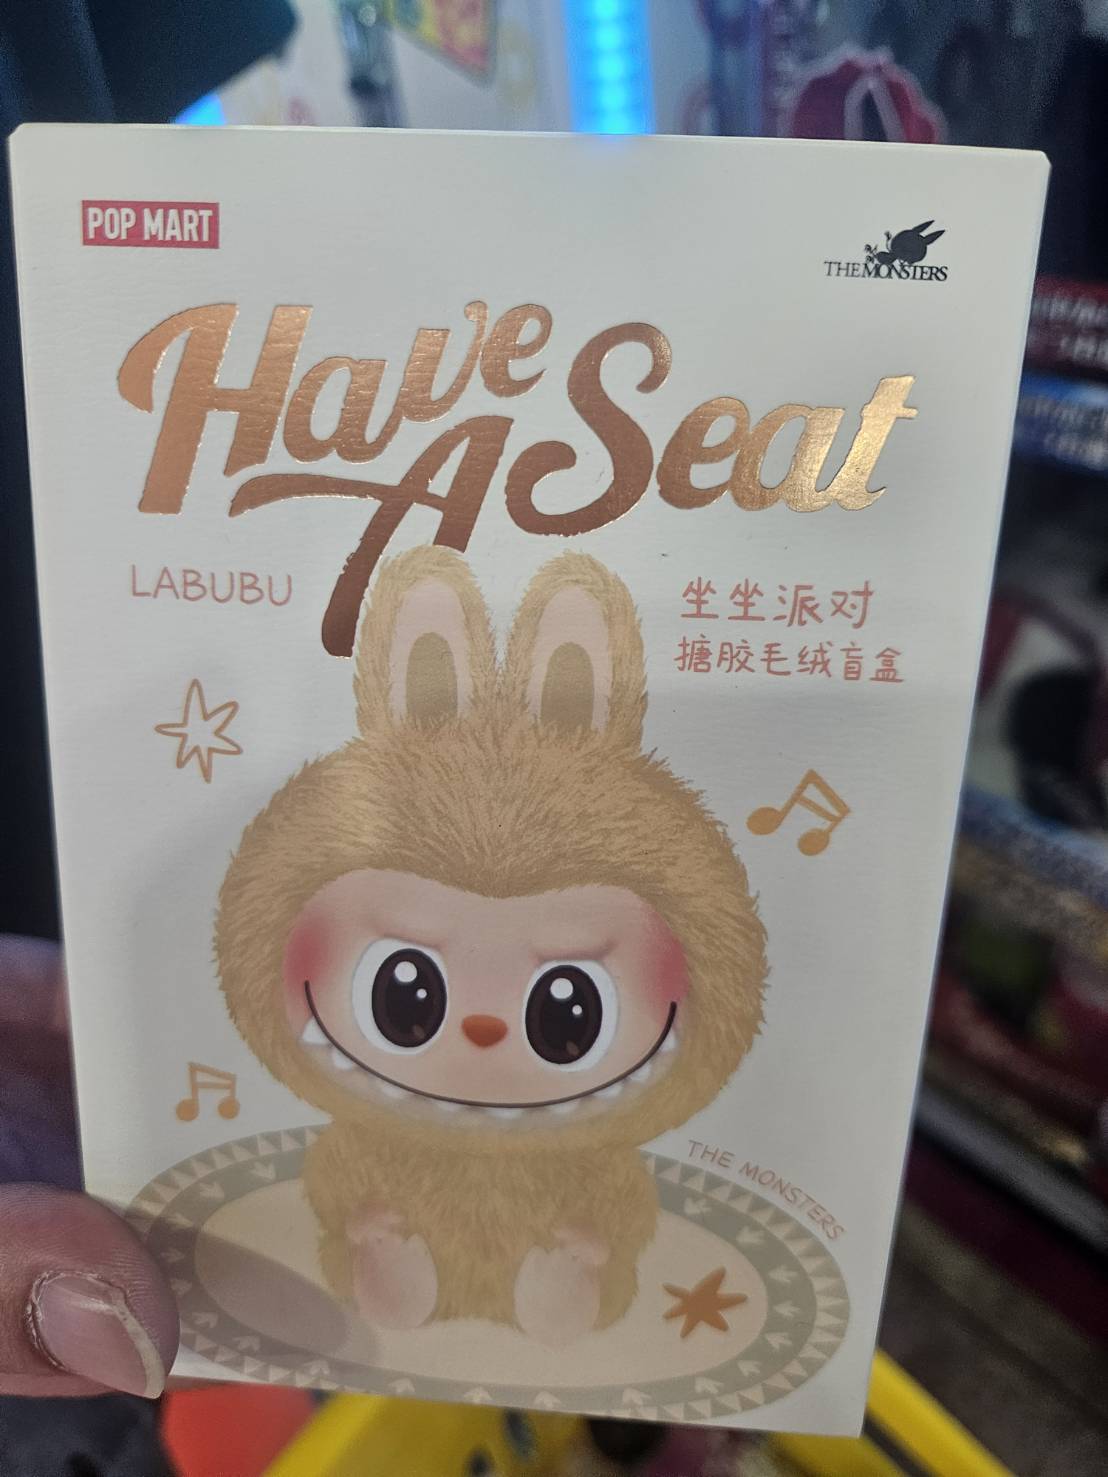 POP MART
THE MONSTERS
Have
A Seat
LABUBU
坐坐派对
搪胶毛绒盲盒
THE MONSTERS